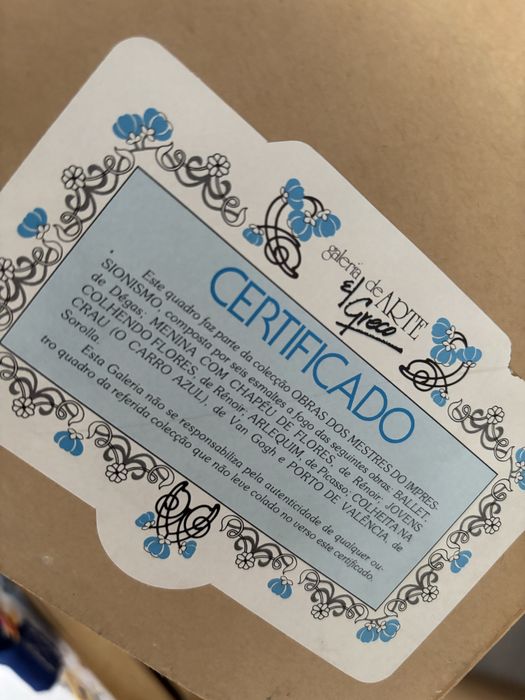 galeria de ARTE
El Greco
CERTIFICADO
Este quadro faz parte da colecção OBRAS DOS MESTRES DO IMPRES-
SIONISMO, composta por seis esmaltes a fogo das seguintes obras. BALLET,
de Dégas; MENINA COM CHAPEU DE FLORES, de Rénoir; JOVENS
COLHENDO FLORES, de Rénoir; ARLEQUIM, de Picasso; COLHEITA NA
CRAU (O CARRO AZUL), de Van Gogh e PORTO DE VALÊNCIA, de
Sorolla.
Esta Galeria não se responsabiliza pela autenticidade de qualquer ou-
tro quadro da referida colecção que não leve colado no verso este certificado.